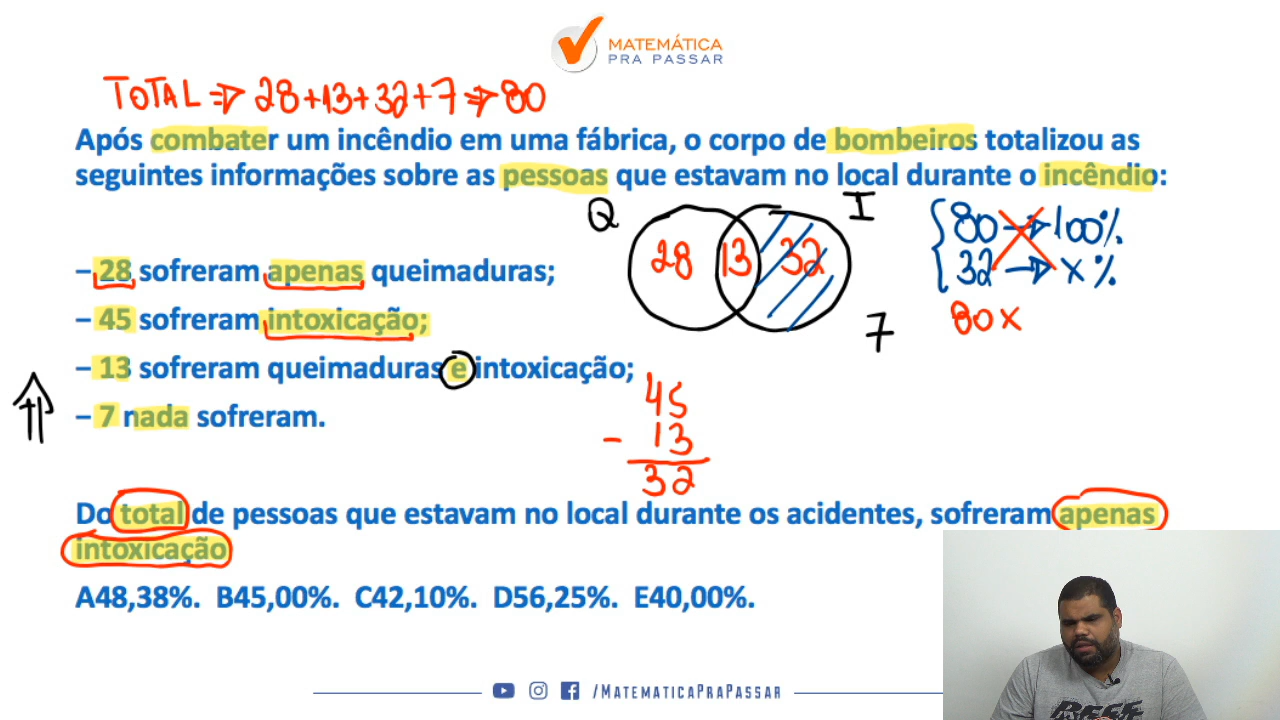 MATEMÁTICA
PRA PASSAR
TOTAL ⇒ 28+13+32+7 ⇒ 80
Após combater um incêndio em uma fábrica, o corpo de bombeiros totalizou as
seguintes informações sobre as pessoas que estavam no local durante o incêndio:
Q I
28 13 32
7
80 → 100%
32 → x %
80x
– 28 sofreram apenas queimaduras;
– 45 sofreram intoxicação;
– 13 sofreram queimaduras e intoxicação;
– 7 nada sofreram.
45
- 13
32
Do total de pessoas que estavam no local durante os acidentes, sofreram apenas
intoxicação
A48,38%. B45,00%. C42,10%. D56,25%. E40,00%.
/MATEMATICAPRAPASSAR